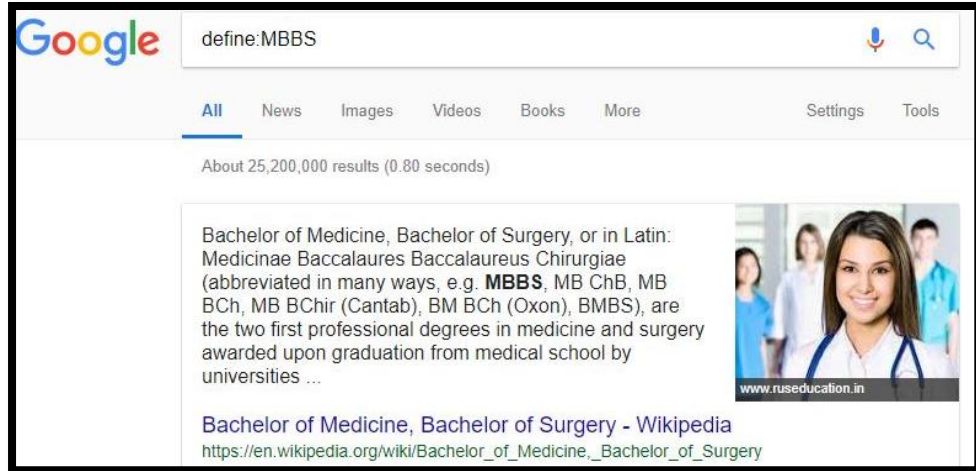 Google
define:MBBS
All News Images Videos Books More Settings Tools
About 25,200,000 results (0.80 seconds)
Bachelor of Medicine, Bachelor of Surgery, or in Latin:
Medicinae Baccalaures Baccalaureus Chirurgiae
(abbreviated in many ways, e.g. MBBS, MB ChB, MB
BCh, MB BChir (Cantab), BM BCh (Oxon), BMBS), are
the two first professional degrees in medicine and surgery
awarded upon graduation from medical school by
universities ...
www.ruseducation.in
Bachelor of Medicine, Bachelor of Surgery - Wikipedia
https://en.wikipedia.org/wiki/Bachelor_of_Medicine,_Bachelor_of_Surgery